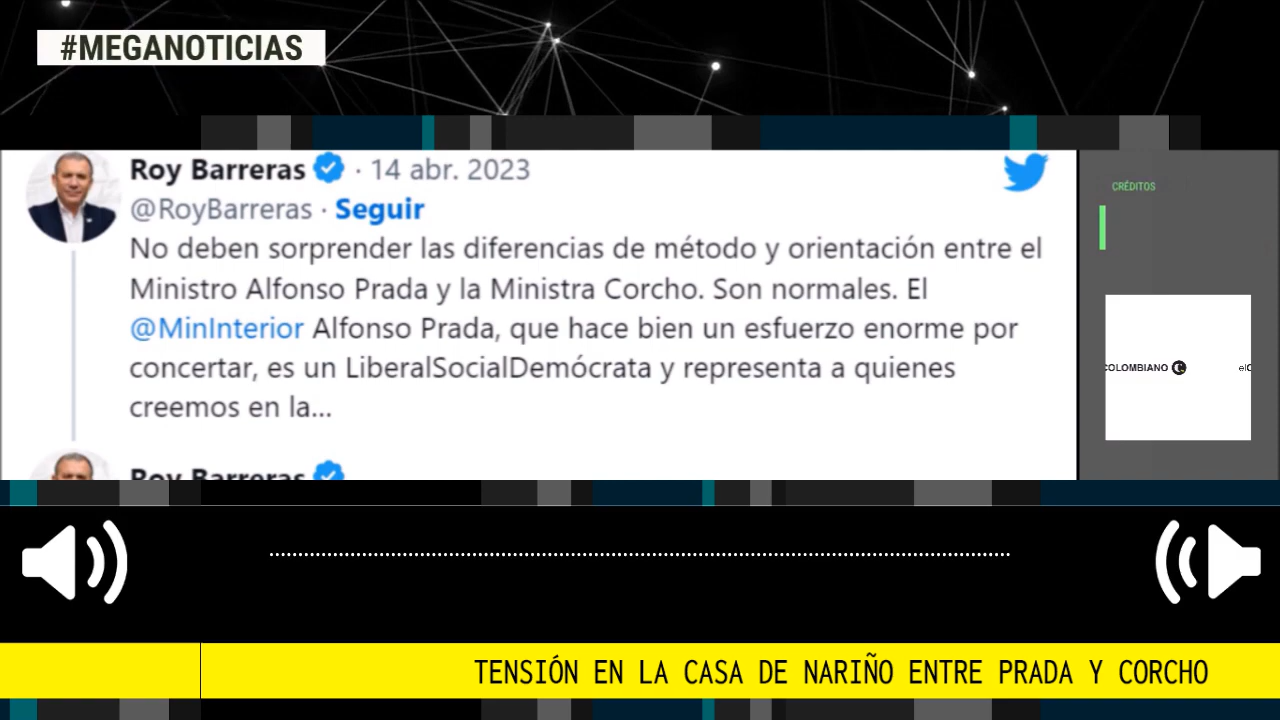 #MEGANOTICIAS
Roy Barreras · 14 abr. 2023
@RoyBarreras · Seguir
No deben sorprender las diferencias de método y orientación entre el
Ministro Alfonso Prada y la Ministra Corcho. Son normales. El
@MinInterior Alfonso Prada, que hace bien un esfuerzo enorme por
concertar, es un LiberalSocialDemócrata y representa a quienes
creemos en la...
Roy Barreras
CRÉDITOS
COLOMBIANO C
elC
TENSIÓN EN LA CASA DE NARIÑO ENTRE PRADA Y CORCHO